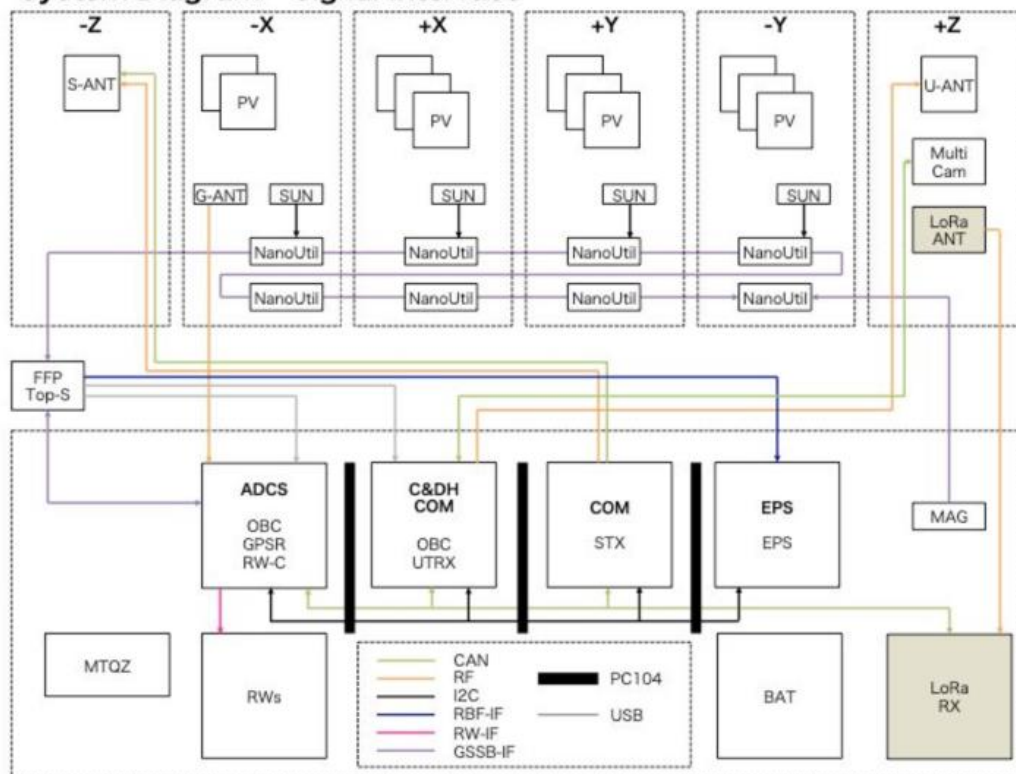 -Z
-X
+X
+Y
-Y
+Z
S-ANT
PV
PV
PV
PV
U-ANT
Multi
Cam
G-ANT
SUN
SUN
SUN
SUN
LoRa
ANT
NanoUtil
NanoUtil
NanoUtil
NanoUtil
NanoUtil
NanoUtil
NanoUtil
NanoUtil
FFP
Top-S
ADCS
OBC
GPSR
RW-C
C&DH
COM
OBC
UTRX
COM
STX
EPS
EPS
MAG
MTQZ
RWs
CAN
RF
I2C
RBF-IF
RW-IF
GSSB-IF
PC104
USB
BAT
LoRa
RX